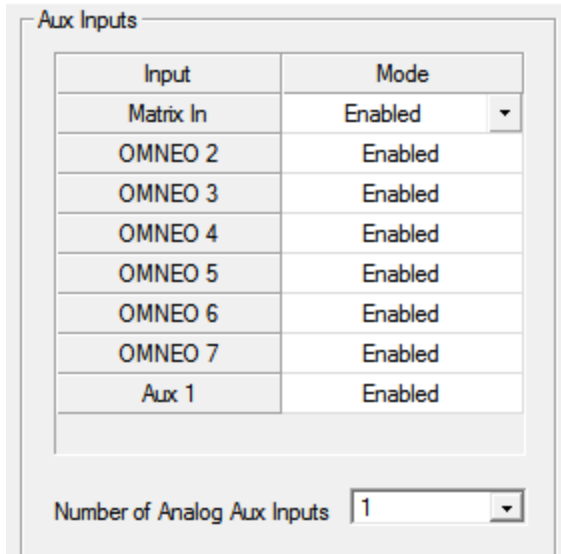 Aux Inputs
Input Mode
Matrix In Enabled
OMNEO 2 Enabled
OMNEO 3 Enabled
OMNEO 4 Enabled
OMNEO 5 Enabled
OMNEO 6 Enabled
OMNEO 7 Enabled
Aux 1 Enabled
Number of Analog Aux Inputs 1